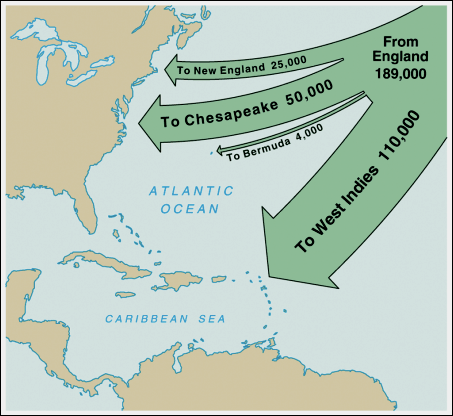 From
England
189,000
To New England 25,000
To Chesapeake 50,000
To Bermuda 4,000
To West Indies 110,000
ATLANTIC
OCEAN
CARIBBEAN SEA